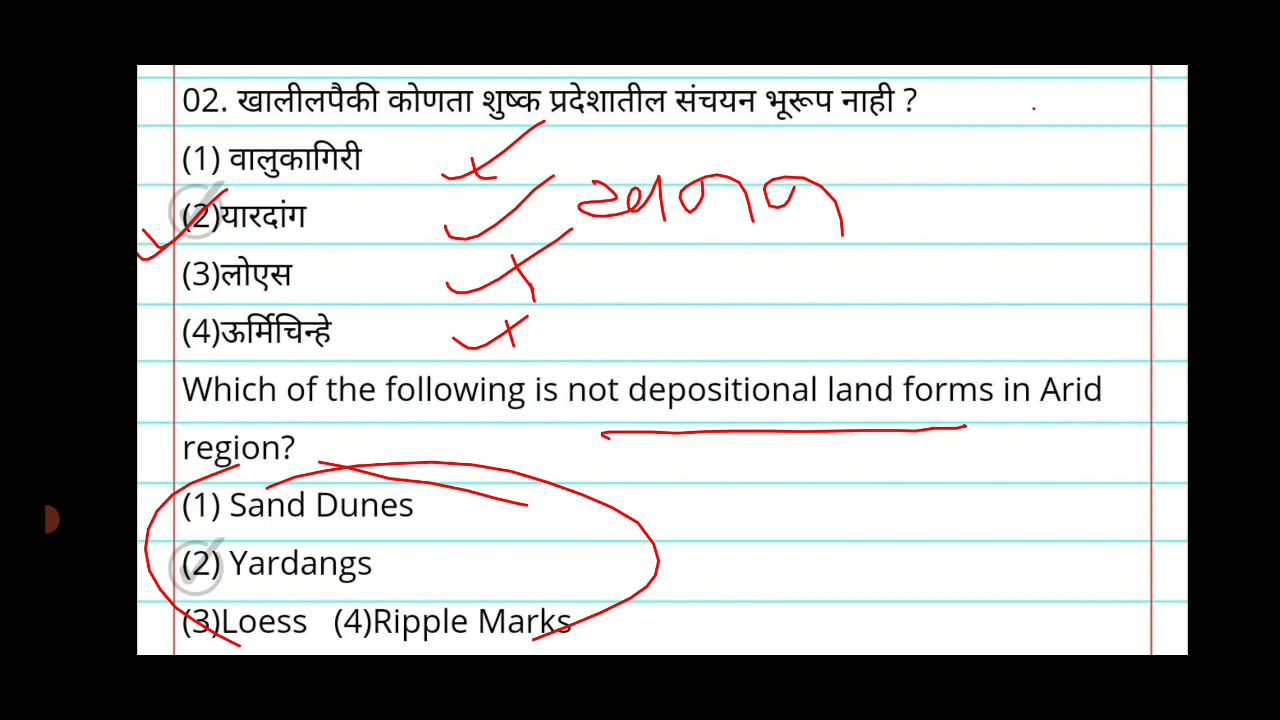 02. खालीलपैकी कोणता शुष्क प्रदेशातील संचयन भूरूप नाही ?
(1) वालुकागिरी
(2)यारदांग
(3)लोएस
(4)ऊर्मिचिन्हे
Which of the following is not depositional land forms in Arid
region?
(1) Sand Dunes
(2) Yardangs
(3)Loess (4)Ripple Marks